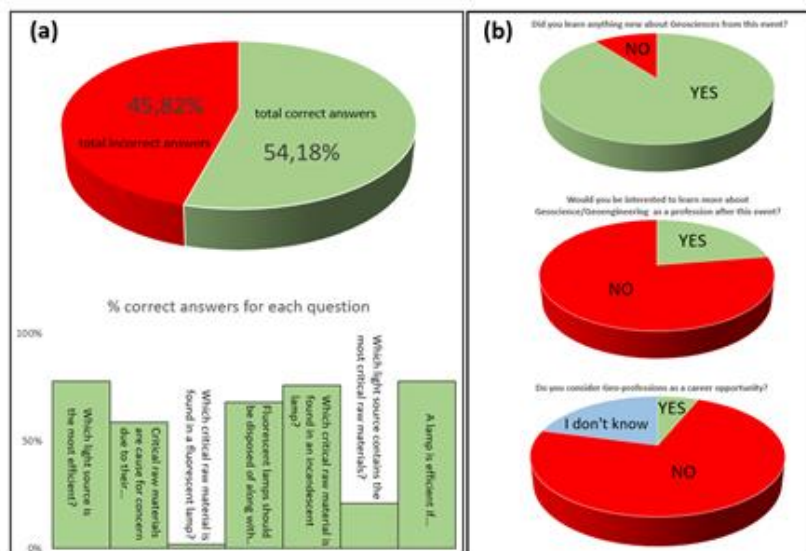 (a)
45,82%
total incorrect answers
total correct answers
54,18%
% correct answers for each question
100%
50%
0%
Which light source is
the most efficient?
Critical raw materials
are cause for concern
due to their...
Which critical raw material is
found in a fluorescent lamp?
Fluorescent lamps should
be disposed of along with...
Which critical raw material is
found in an incandescent
lamp?
Which light source contains the
most critical raw materials?
A lamp is efficient if...
(b)
Did you learn anything new about Geosciences from this event?
NO
YES
Would you be interested to learn more about
Geoscience/Geoengineering as a profession after this event?
YES
NO
Do you consider Geo-professions as a career opportunity?
YES
I don't know
NO